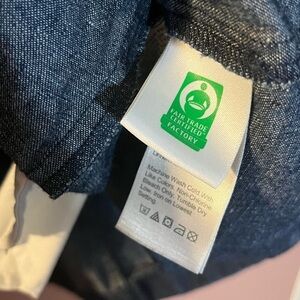 FAIR TRADE
CERTIFIED
FACTORY
Machine Wash Cold With
Like Colors. Non-Chlorine
Bleach Only, Tumble Dry
Low. Iron on Lowest
Setting.